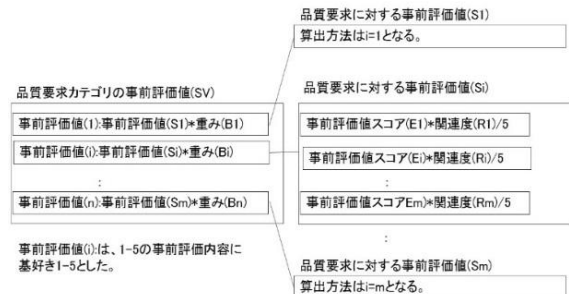 品質要求に対する事前評価値(S1)
算出方法はi=1となる。
品質要求カテゴリの事前評価値(SV)
事前評価値(1):事前評価値(S1)*重み(B1)
事前評価値(i):事前評価値(Si)*重み(Bi)
:
事前評価値(n):事前評価値(Sm)*重み(Bn)
事前評価値(i):は、1-5の事前評価内容に
基好き1-5とした。
品質要求に対する事前評価値(Si)
事前評価値スコア(E1)*関連度(R1)/5
事前評価値スコア(Ei)*関連度(Ri)/5
:
事前評価値スコアEm)*関連度(Rm)/5
:
品質要求に対する事前評価値(Sm)
算出方法はi=mとなる。